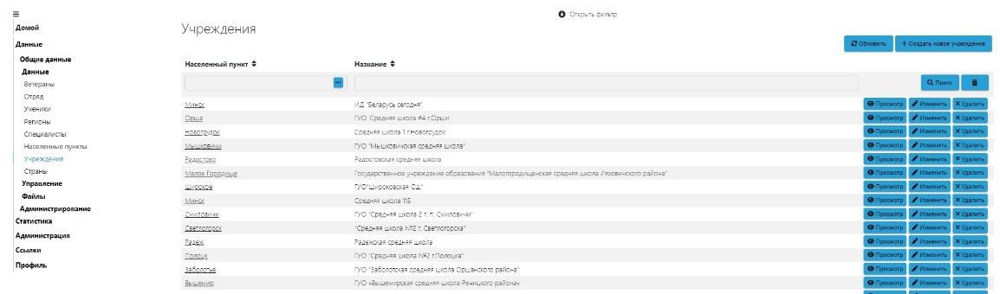 Открыть фильтр
Домой
Данные
Общие данные
Данные
Ветераны
Отряд
Ученики
Регионы
Специалисты
Населенные пункты
Учреждения
Страны
Управление
Файлы
Администрирование
Статистика
Администрация
Ссылки
Профиль
Учреждения
Обновить + Создать новое учреждение
Населенный пункт Название
Поиск
Минск ИД "Беларусь сегодня" Просмотр Изменить Удалить
Орша ГУО 'Средняя школа #4 г.Орши' Просмотр Изменить Удалить
Новогрудок Средняя школа 1 г.Новогрудок Просмотр Изменить Удалить
Мышковичи ГУО "Мышковичская средняя школа" Просмотр Изменить Удалить
Радостово Радостовская средняя школа Просмотр Изменить Удалить
Малое Городище Государственное учреждение образования "Малогородищенская средняя школа Ляховичского района" Просмотр Изменить Удалить
Широкое ГУО"Широковская СШ" Просмотр Изменить Удалить
Минск Средняя школа 115 Просмотр Изменить Удалить
Смиловичи ГУО "Средняя школа 2 г. п. Смиловичи" Просмотр Изменить Удалить
Светлогорск "Средняя школа №2 г. Светлогорска" Просмотр Изменить Удалить
Радеж Радежская средняя школа Просмотр Изменить Удалить
Полоцк ГУО "Средняя школа №2 г.Полоцка" Просмотр Изменить Удалить
Заболотье ГУО "Заболотская средняя школа Оршанского района" Просмотр Изменить Удалить
Вышемир ГУО «Вышемирская средняя школа Речицкого района» Просмотр Изменить Удалить